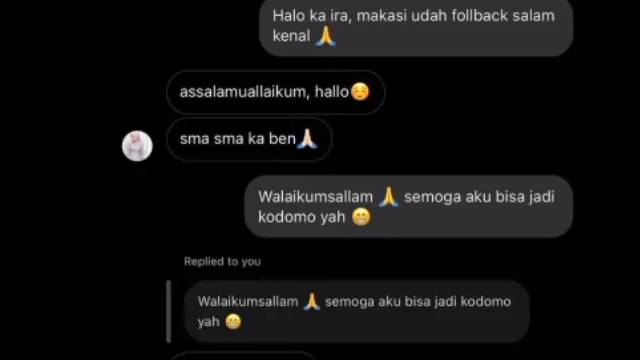 Halo ka ira, makasi udah follback salam
kenal 🙏
assalamuallaikum, hallo☺️
sma sma ka ben🙏🏻
Walaikumsallam 🙏 semoga aku bisa jadi
kodomo yah 😁
Replied to you
Walaikumsallam 🙏 semoga aku bisa jadi kodomo
yah 😁